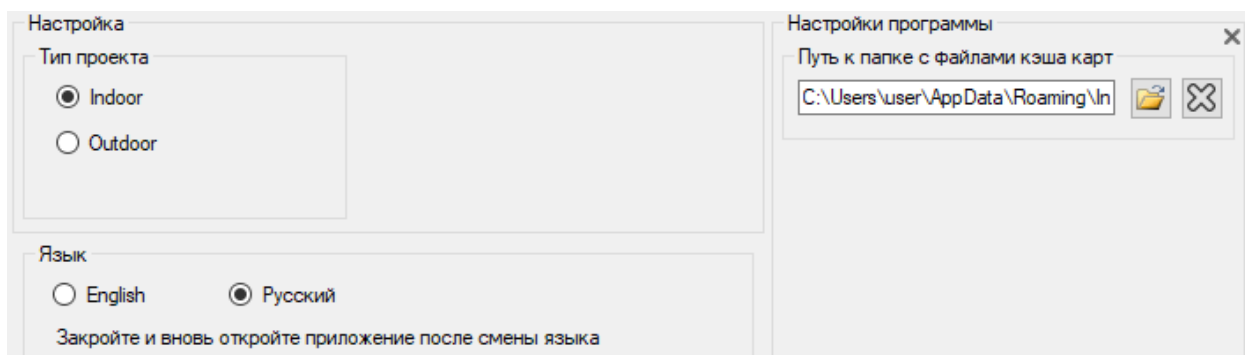 Настройка
Тип проекта
Indoor
Outdoor
Язык
English Русский
Закройте и вновь откройте приложение после смены языка
Настройки программы
Путь к папке с файлами кэша карт
C:\Users\user\AppData\Roaming\In